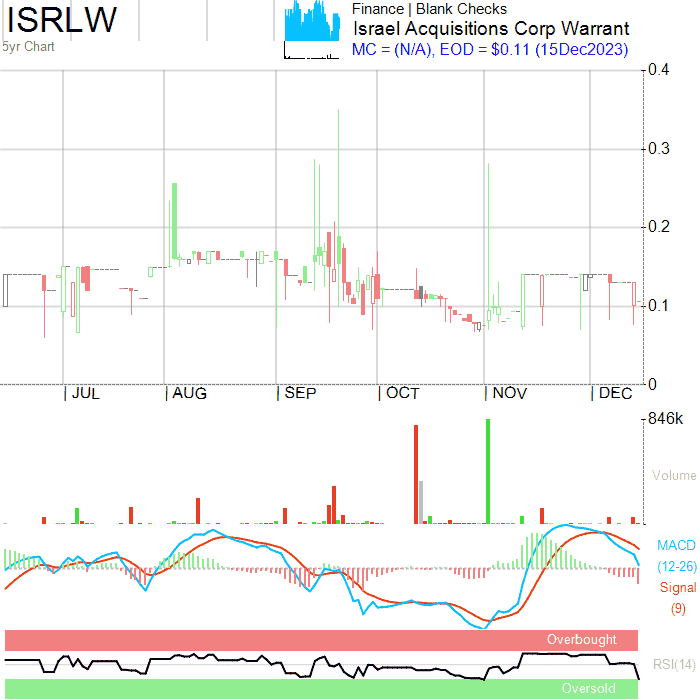 ISRLW
5yr Chart
Finance | Blank Checks
Israel Acquisitions Corp Warrant
MC = (N/A), EOD = $0.11 (15Dec2023)
0.4
0.3
0.2
0.1
0
JUL AUG SEP OCT NOV DEC
846k
Volume
MACD
(12-26)
Signal
(9)
Overbought
RSI(14)
Oversold